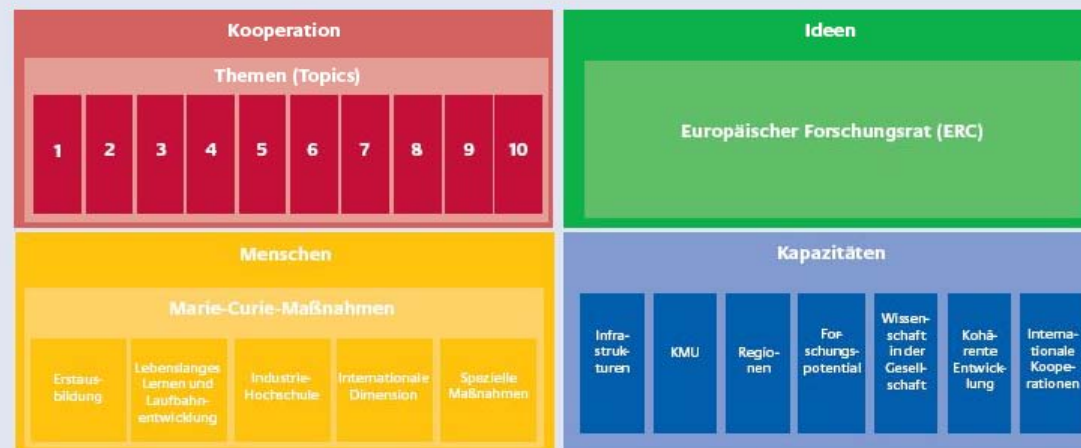 Kooperation
Themen (Topics)
1 2 3 4 5 6 7 8 9 10
Ideen
Europäischer Forschungsrat (ERC)
Menschen
Marie-Curie-Maßnahmen
Erstaus-
bildung
Lebenslanges
Lernen und
Laufbahn-
entwicklung
Industrie-
Hochschule
Internationale
Dimension
Spezielle
Maßnahmen
Kapazitäten
Infra-
struk-
turen
KMU
Regio-
nen
For-
schungs-
potential
Wissen-
schaft
in der
Gesell-
schaft
Kohä-
rente
Entwick-
lung
Interna-
tionale
Koope-
rationen